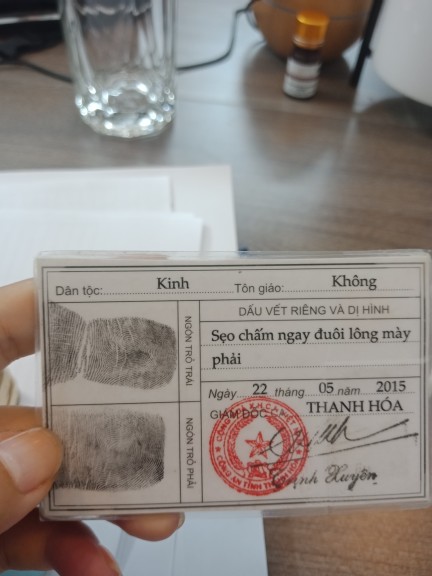 Dân tộc: Kinh Tôn giáo: Không
DẤU VẾT RIÊNG VÀ DỊ HÌNH
Sẹo chấm ngay đuôi lông mày
phải
NGÓN TRỎ TRÁI
NGÓN TRỎ PHẢI
Ngày 22 tháng 05 năm 2015
GIÁM ĐỐC THANH HÓA